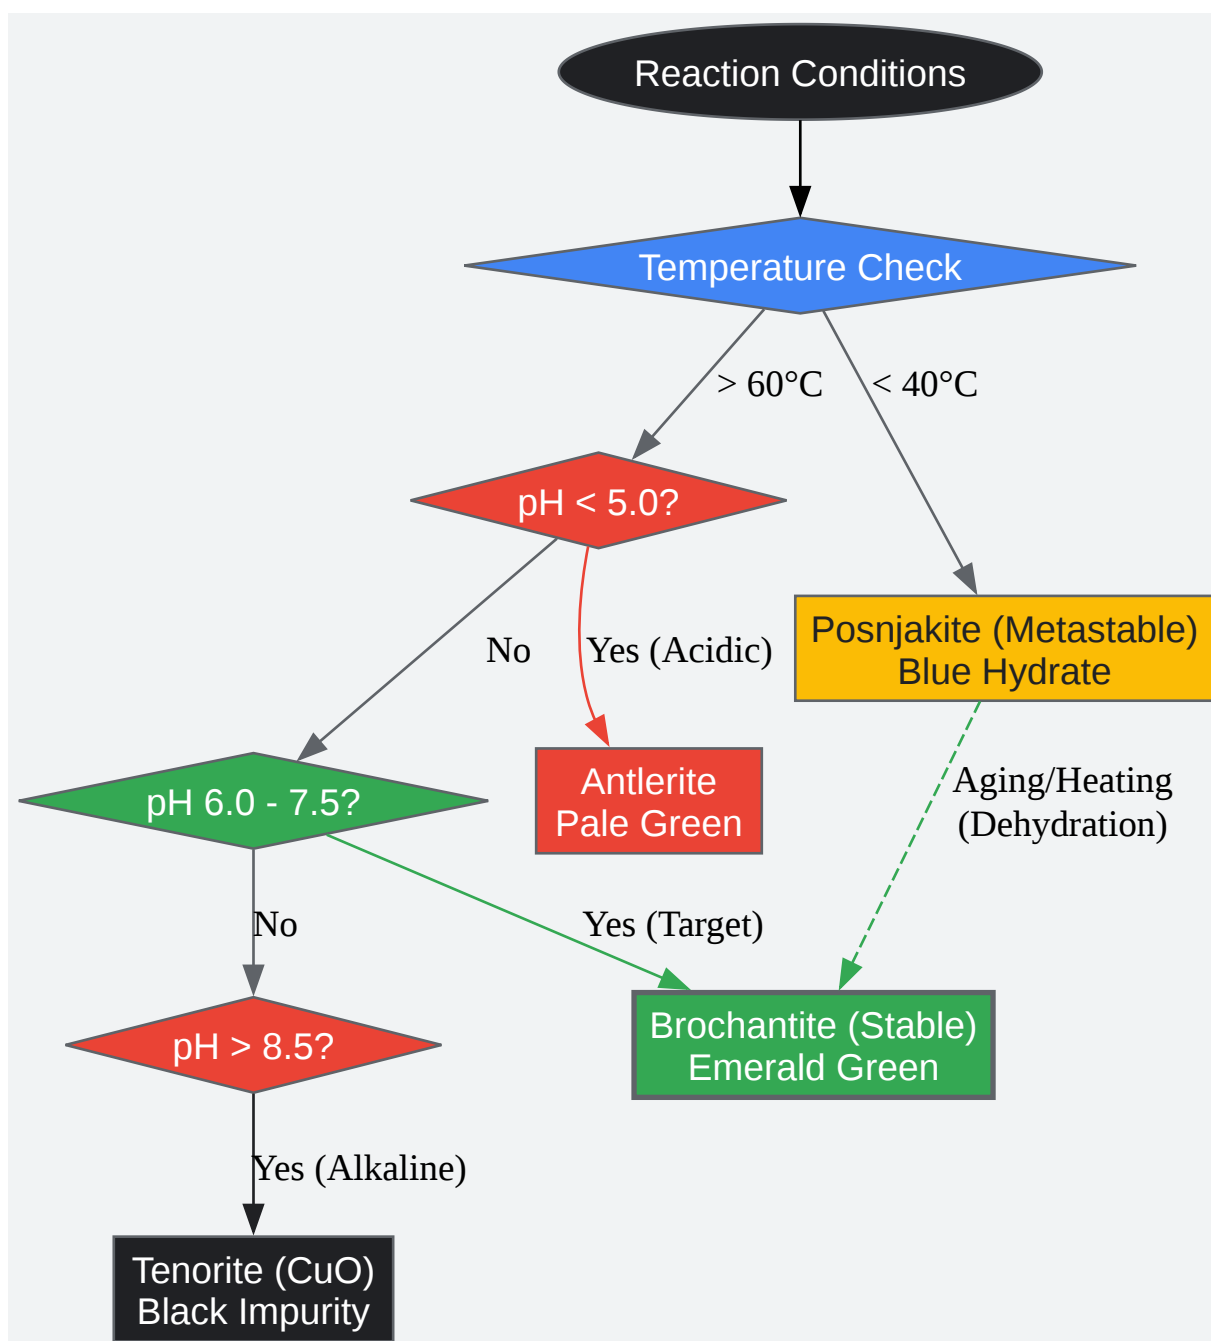 Reaction Conditions
Temperature Check
> 60°C
< 40°C
pH < 5.0?
No
Yes (Acidic)
Posnjakite (Metastable)
Blue Hydrate
pH 6.0 - 7.5?
Antlerite
Pale Green
Aging/Heating
(Dehydration)
No
Yes (Target)
pH > 8.5?
Brochantite (Stable)
Emerald Green
Yes (Alkaline)
Tenorite (CuO)
Black Impurity